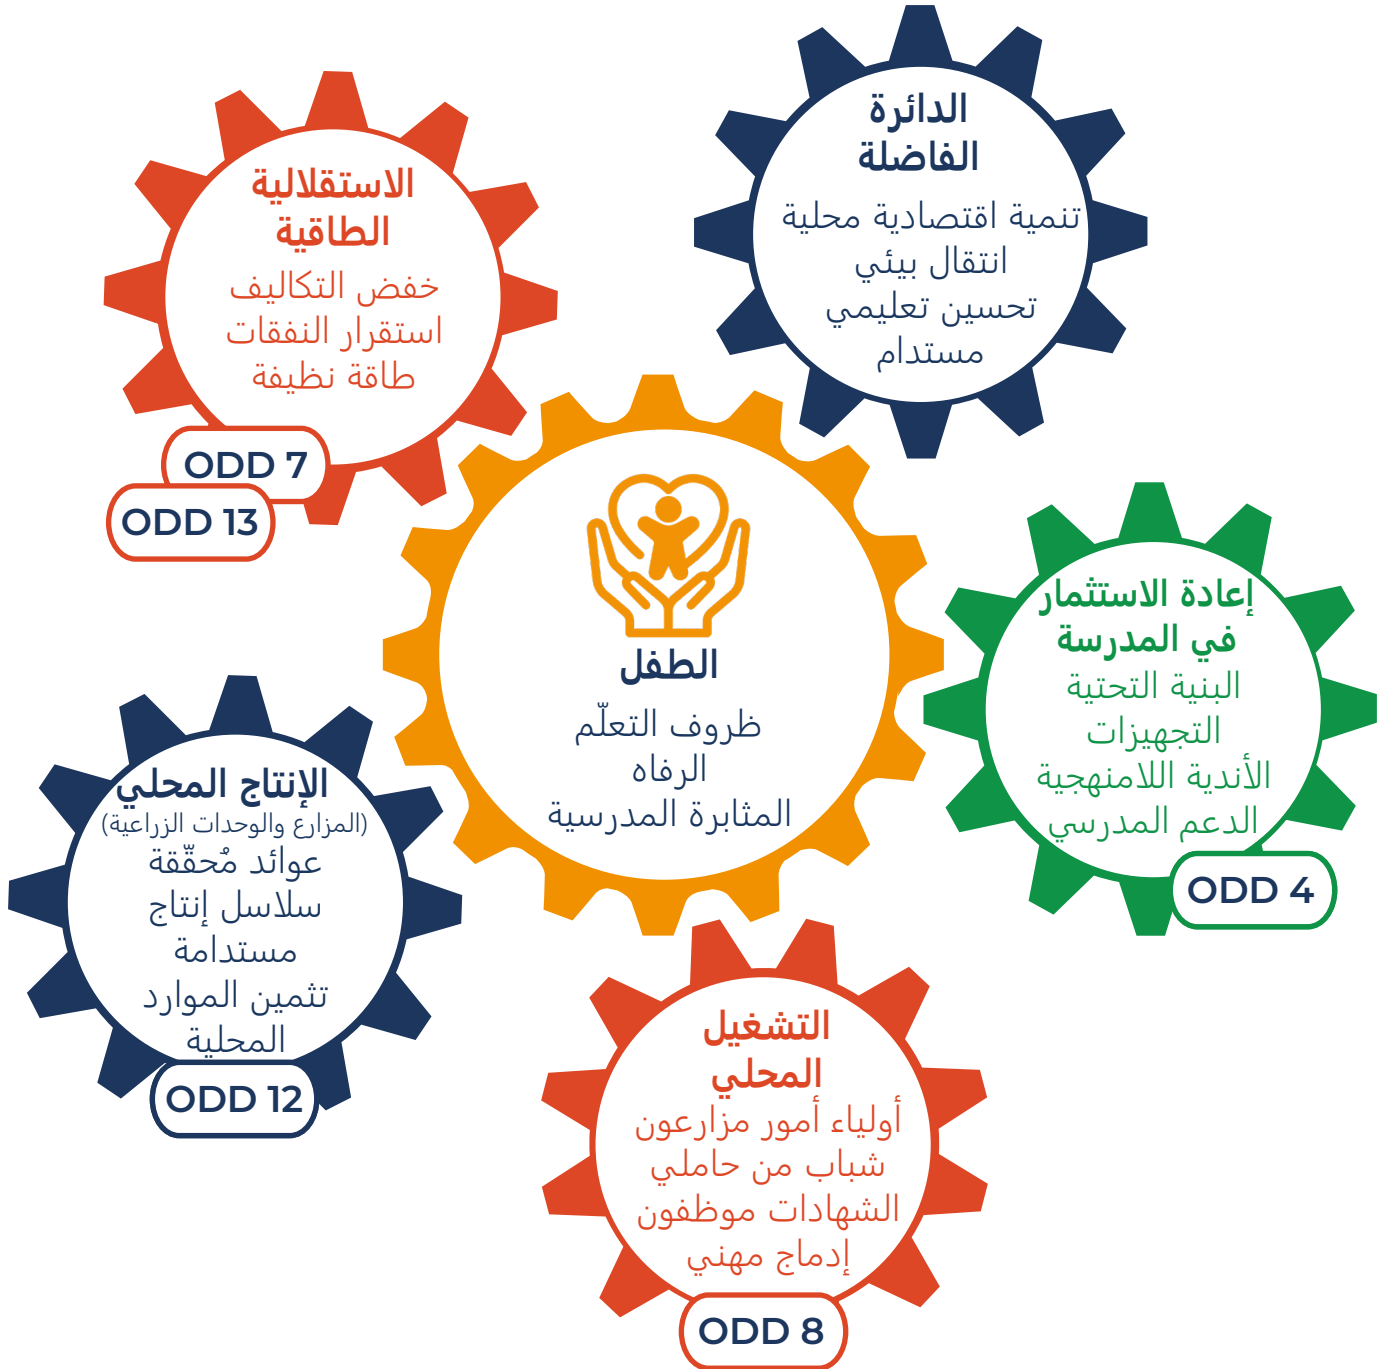 الدائرة
الفاضلة
تنمية اقتصادية محلية
انتقال بيئي
تحسين تعليمي
مستدام
الاستقلالية
الطاقية
خفض التكاليف
استقرار النفقات
طاقة نظيفة
ODD 7
ODD 13
إعادة الاستثمار
في المدرسة
البنية التحتية
التجهيزات
الأندية اللامنهجية
الدعم المدرسي
ODD 4
الطفل
ظروف التعلّم
الرفاه
المثابرة المدرسية
الإنتاج المحلي
(المزارع والوحدات الزراعية)
عوائد مُحقّقة
سلاسل إنتاج
مستدامة
تثمين الموارد
المحلية
ODD 12
التشغيل
المحلي
أولياء أمور مزارعون
شباب من حاملي
الشهادات موظفون
إدماج مهني
ODD 8